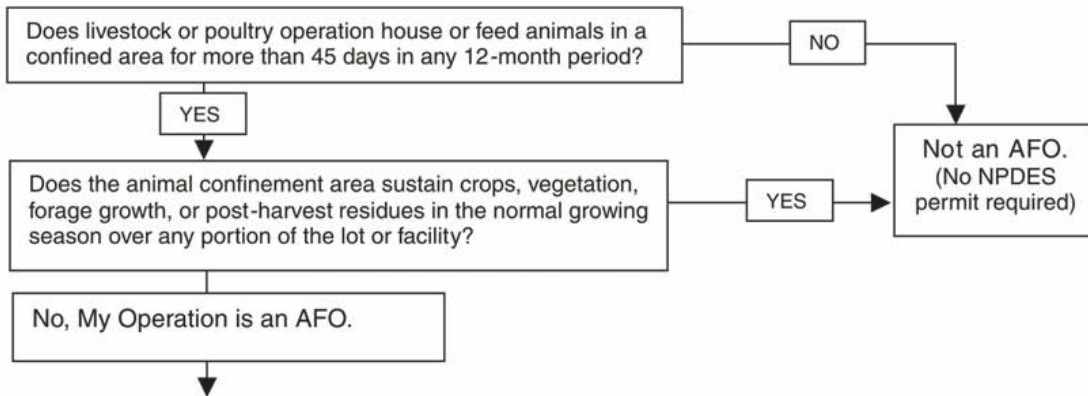 Does livestock or poultry operation house or feed animals in a
confined area for more than 45 days in any 12-month period?
NO
YES
Not an AFO.
(No NPDES
permit required)
Does the animal confinement area sustain crops, vegetation,
forage growth, or post-harvest residues in the normal growing
season over any portion of the lot or facility?
YES
No, My Operation is an AFO.